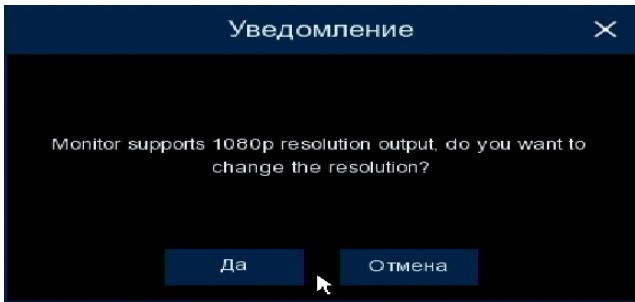 Уведомление
Monitor supports 1080p resolution output, do you want to
change the resolution?
Да
Отмена